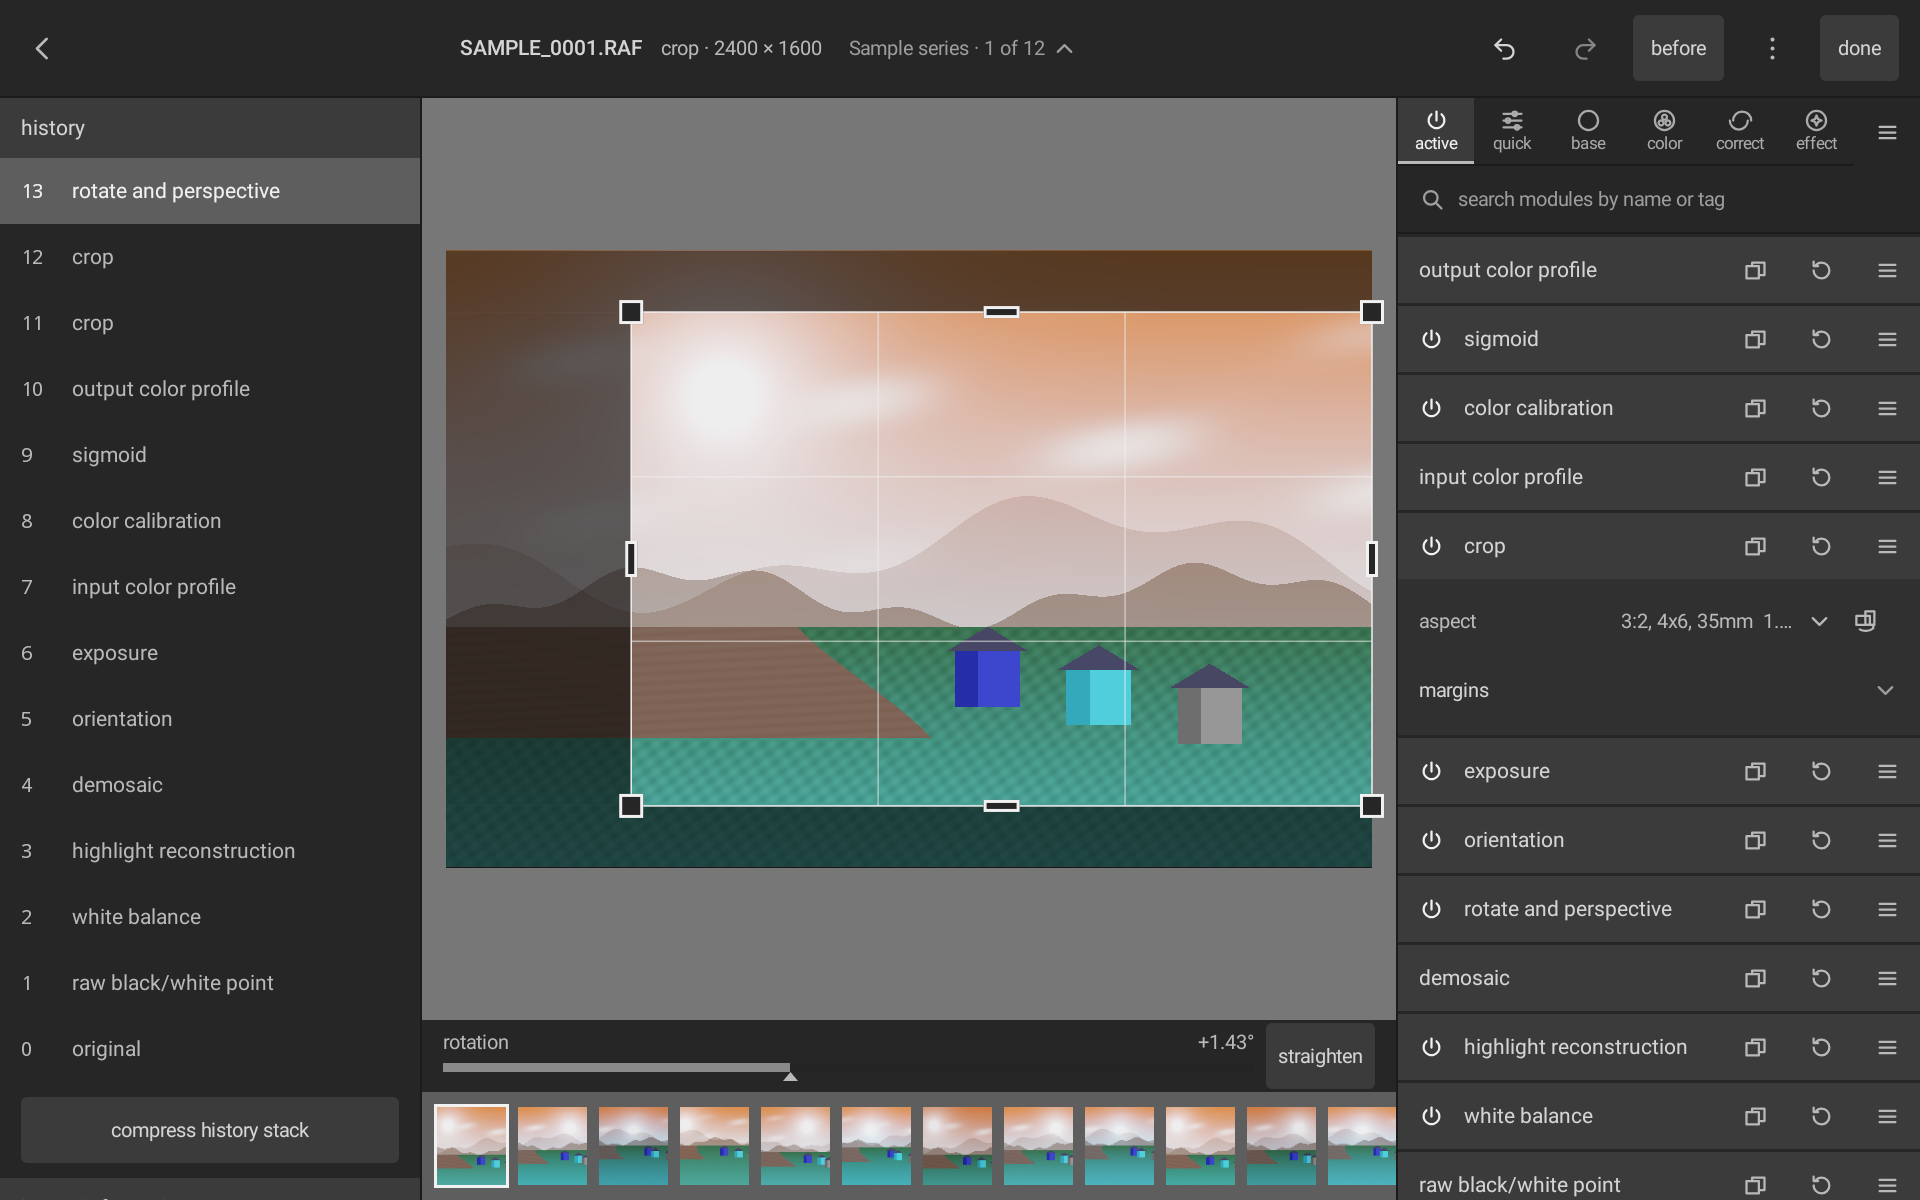 SAMPLE_0001.RAF crop · 2400 × 1600 Sample series · 1 of 12
before
done
history
13 rotate and perspective
12 crop
11 crop
10 output color profile
9 sigmoid
8 color calibration
7 input color profile
6 exposure
5 orientation
4 demosaic
3 highlight reconstruction
2 white balance
1 raw black/white point
0 original
compress history stack
rotation +1.43°
straighten
active quick base color correct effect
search modules by name or tag
output color profile
sigmoid
color calibration
input color profile
crop
aspect 3:2, 4x6, 35mm 1....
margins
exposure
orientation
rotate and perspective
demosaic
highlight reconstruction
white balance
raw black/white point